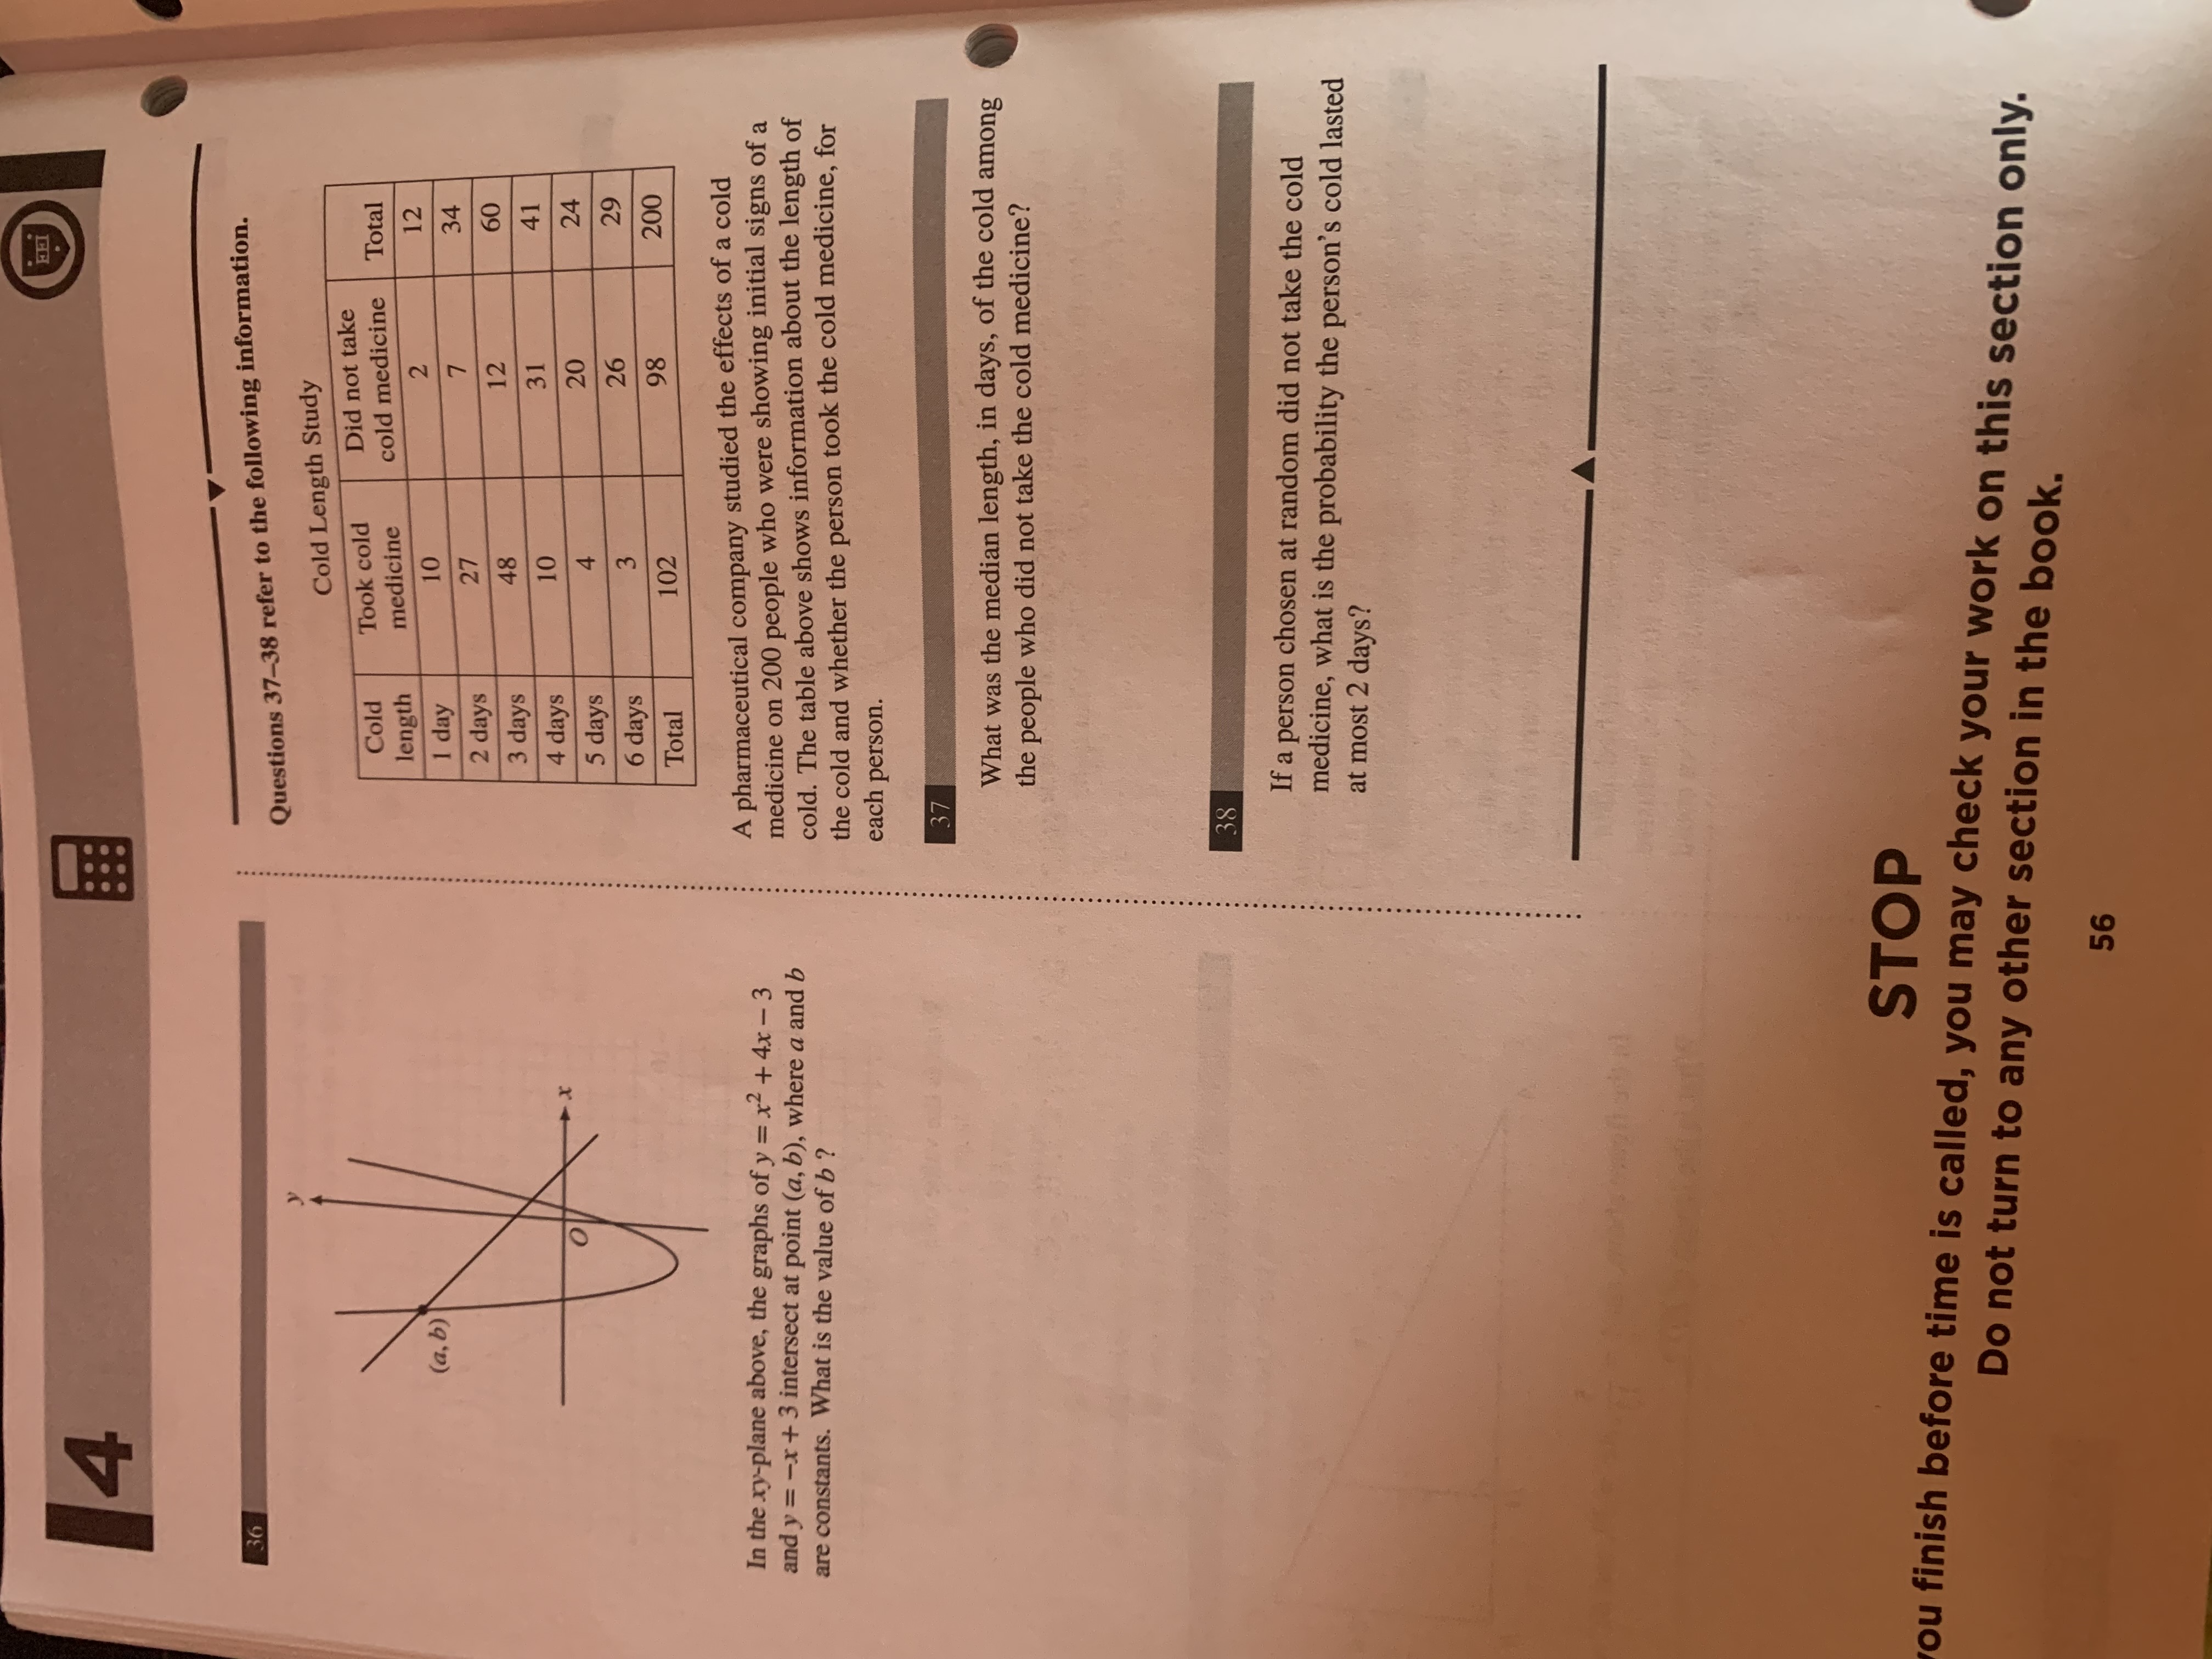 4
36
y
(a, b)
O
x
In the xy-plane above, the graphs of y = x² + 4x – 3
and y = –x + 3 intersect at point (a, b), where a and b
are constants. What is the value of b ?
Questions 37–38 refer to the following information.
Cold Length Study
Cold length | Took cold medicine | Did not take cold medicine | Total
1 day | 10 | 2 | 12
2 days | 27 | 7 | 34
3 days | 48 | 12 | 60
4 days | 10 | 31 | 41
5 days | 4 | 20 | 24
6 days | 3 | 26 | 29
Total | 102 | 98 | 200
A pharmaceutical company studied the effects of a cold
medicine on 200 people who were showing initial signs of a
cold. The table above shows information about the length of
the cold and whether the person took the cold medicine, for
each person.
37
What was the median length, in days, of the cold among
the people who did not take the cold medicine?
38
If a person chosen at random did not take the cold
medicine, what is the probability the person’s cold lasted
at most 2 days?
STOP
you finish before time is called, you may check your work on this section only.
Do not turn to any other section in the book.
56